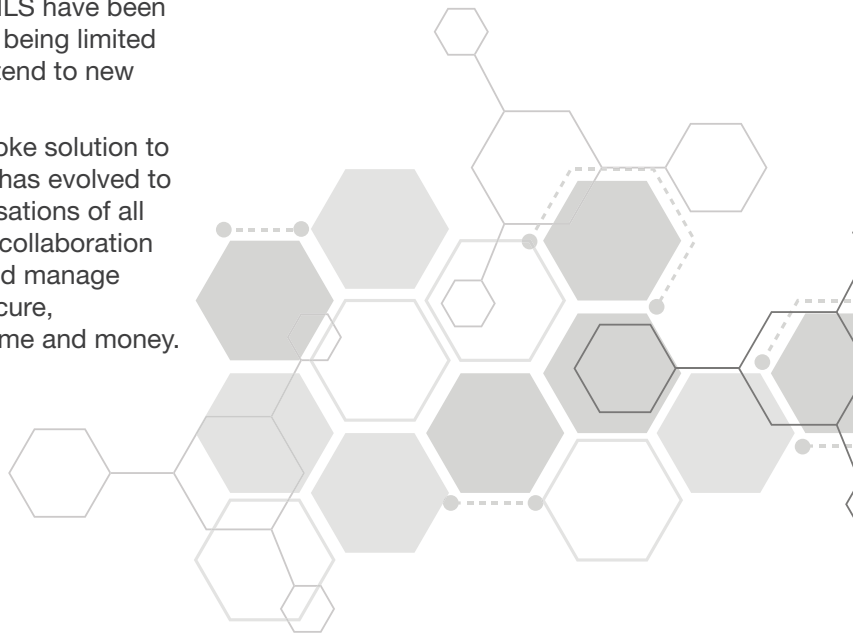 ILS have been
being limited
tend to new
oke solution to
has evolved to
sations of all
collaboration
d manage
cure,
me and money.